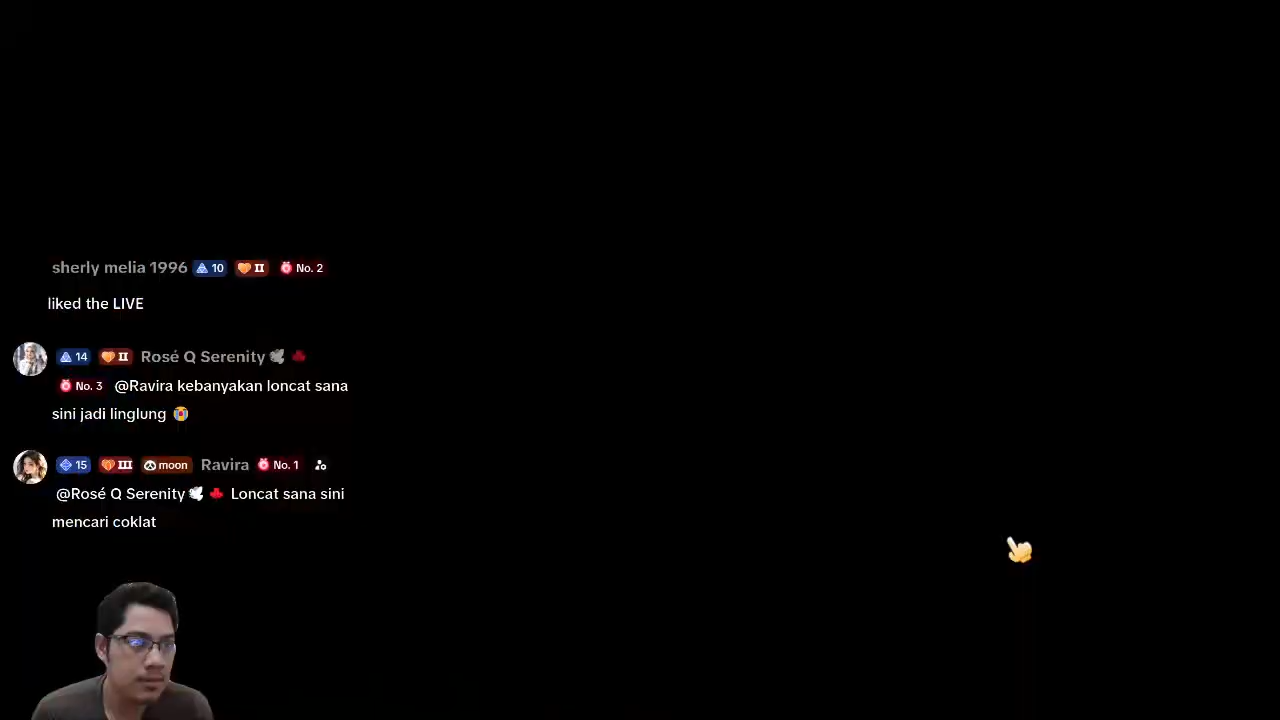 sherly melia 1996 10 II No. 2
liked the LIVE
14 II Rosé Q Serenity
No. 3 @Ravira kebanyakan loncat sana
sini jadi linglung
15 III moon Ravira No. 1
@Rosé Q Serenity Loncat sana sini
mencari coklat